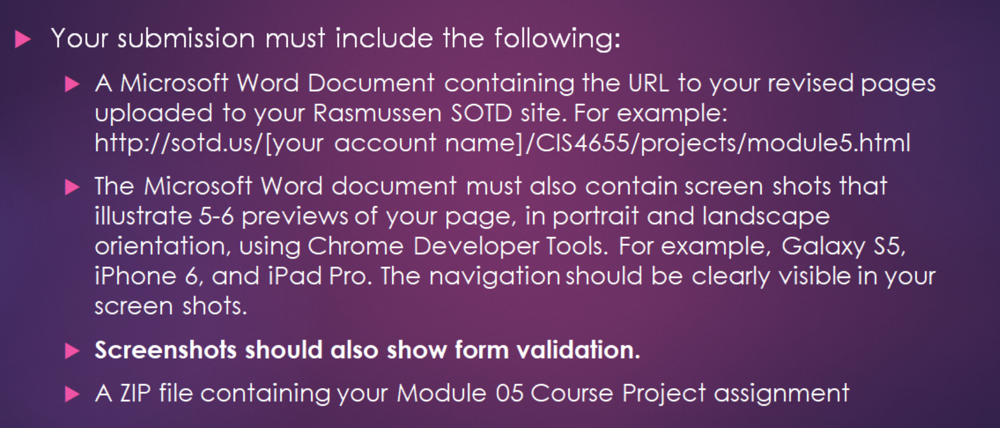 Your submission must include the following:
A Microsoft Word Document containing the URL to your revised pages
uploaded to your Rasmussen SOTD site. For example:
http://sotd.us/[your account name]/CIS4655/projects/module5.html
The Microsoft Word document must also contain screen shots that
illustrate 5-6 previews of your page, in portrait and landscape
orientation, using Chrome Developer Tools. For example, Galaxy S5,
iPhone 6, and iPad Pro. The navigation should be clearly visible in your
screen shots.
Screenshots should also show form validation.
A ZIP file containing your Module 05 Course Project assignment